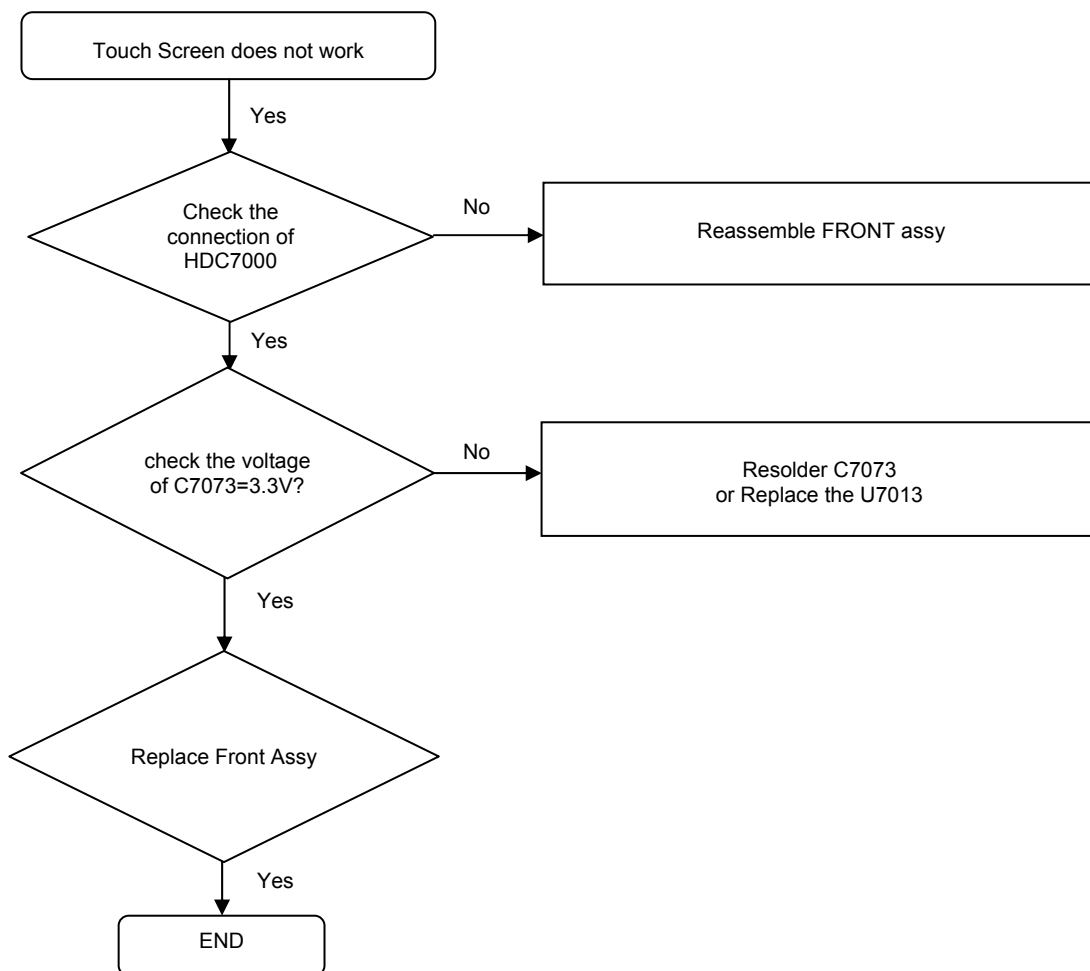 Touch Screen does not work
Yes
Check the
connection of
HDC7000
No
Reassemble FRONT assy
Yes
check the voltage
of C7073=3.3V?
No
Resolder C7073
or Replace the U7013
Yes
Replace Front Assy
Yes
END